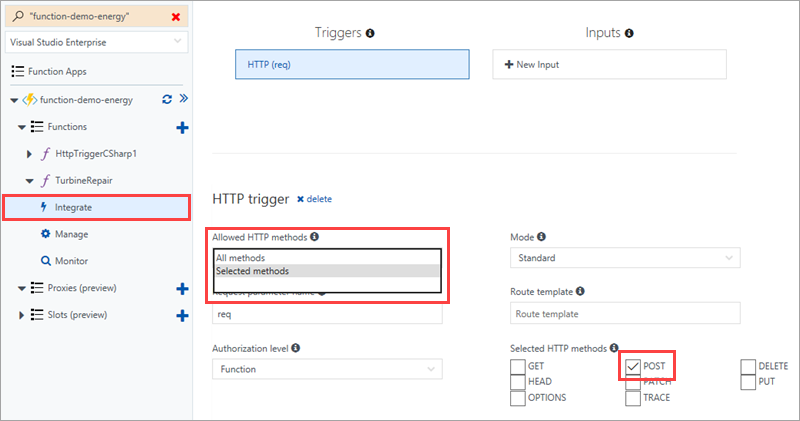 "function-demo-energy"
Visual Studio Enterprise
Function Apps
function-demo-energy
Functions
HttpTriggerCSharp1
TurbineRepair
Integrate
Manage
Monitor
Proxies (preview)
Slots (preview)
Triggers
HTTP (req)
Inputs
New Input
HTTP trigger
delete
Allowed HTTP methods
All methods
Selected methods
Request parameter name
req
Authorization level
Function
Mode
Standard
Route template
Route template
Selected HTTP methods
GET POST DELETE
HEAD PATCH PUT
OPTIONS TRACE